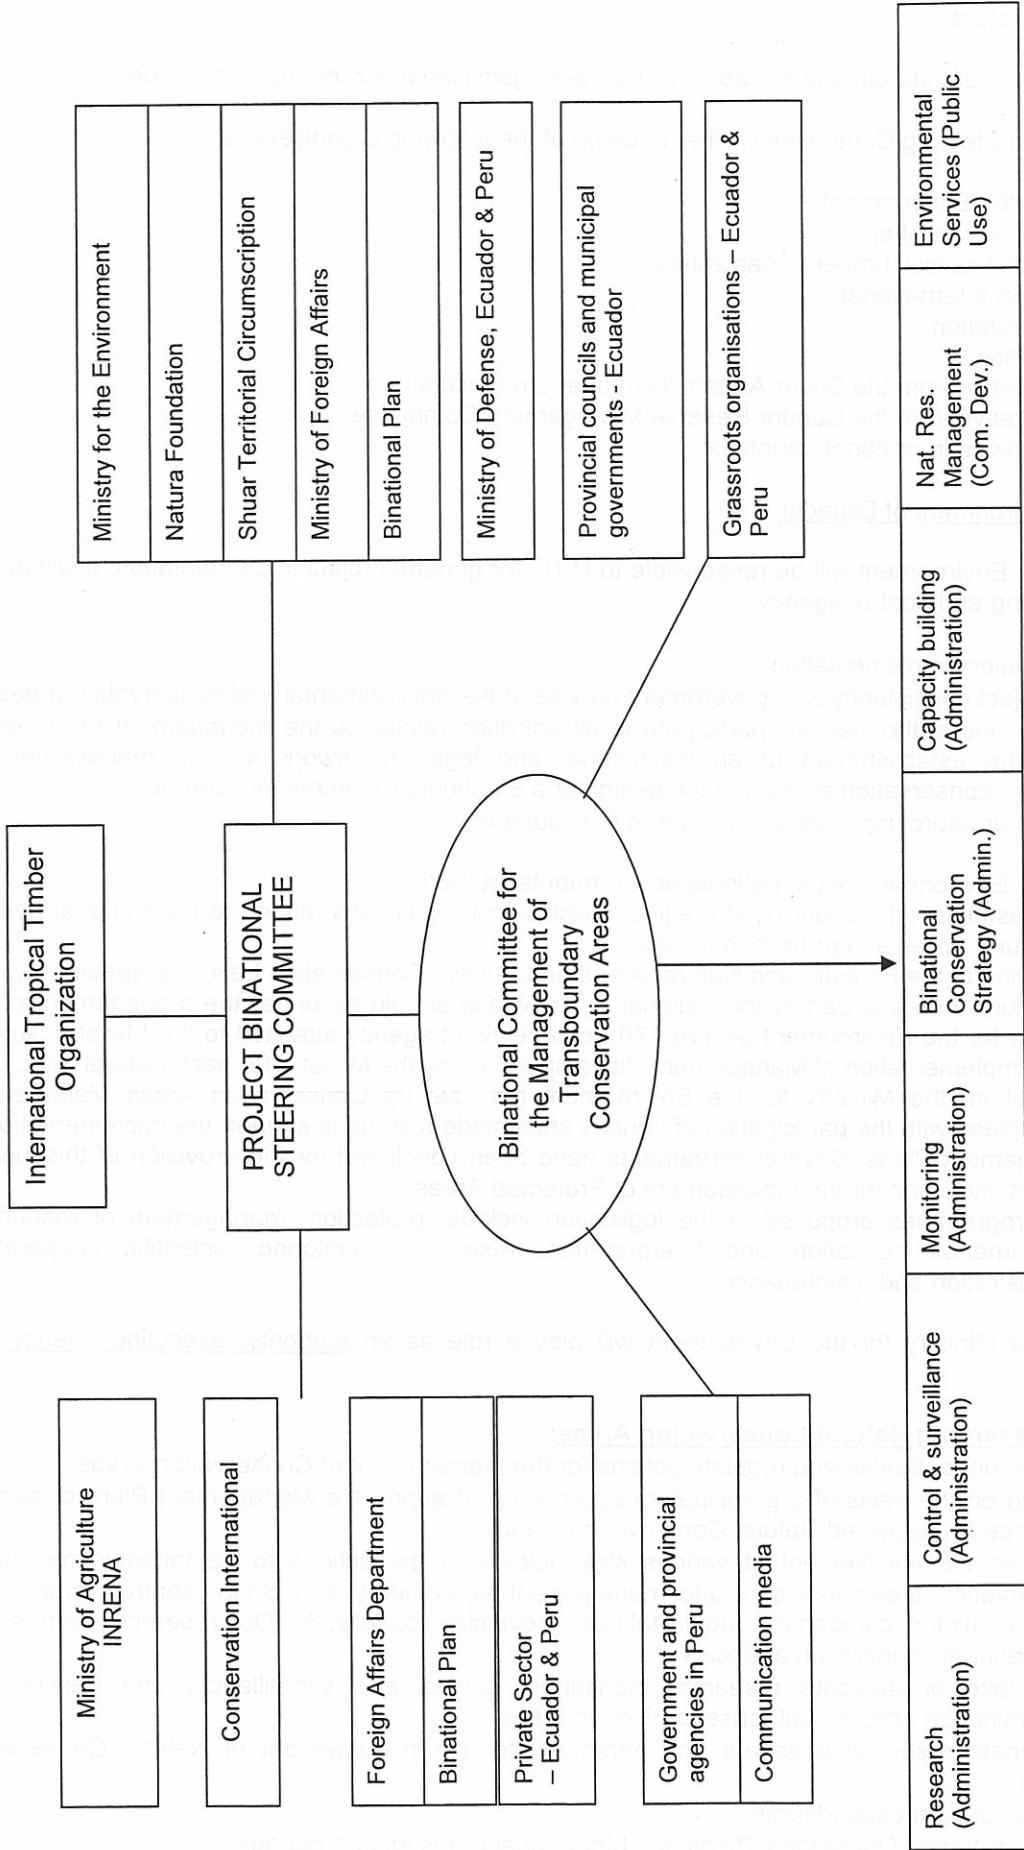 International Tropical Timber
Organization
PROJECT BINATIONAL
STEERING COMMITTEE
Ministry of Agriculture
INRENA
Conservation International
Foreign Affairs Department
Binational Plan
Private Sector
– Ecuador & Peru
Government and provincial
agencies in Peru
Communication media
Binational Committee for
the Management of
Transboundary
Conservation Areas
Ministry for the Environment
Natura Foundation
Shuar Territorial Circumscription
Ministry of Foreign Affairs
Binational Plan
Ministry of Defense, Ecuador & Peru
Provincial councils and municipal
governments - Ecuador
Grassroots organisations – Ecuador &
Peru
Research
(Administration)
Control & surveillance
(Administration)
Monitoring
(Administration)
Binational
Conservation
Strategy (Admin.)
Capacity building
(Administration)
Nat. Res.
Management
(Com. Dev.)
Environmental
Services Public
Use)